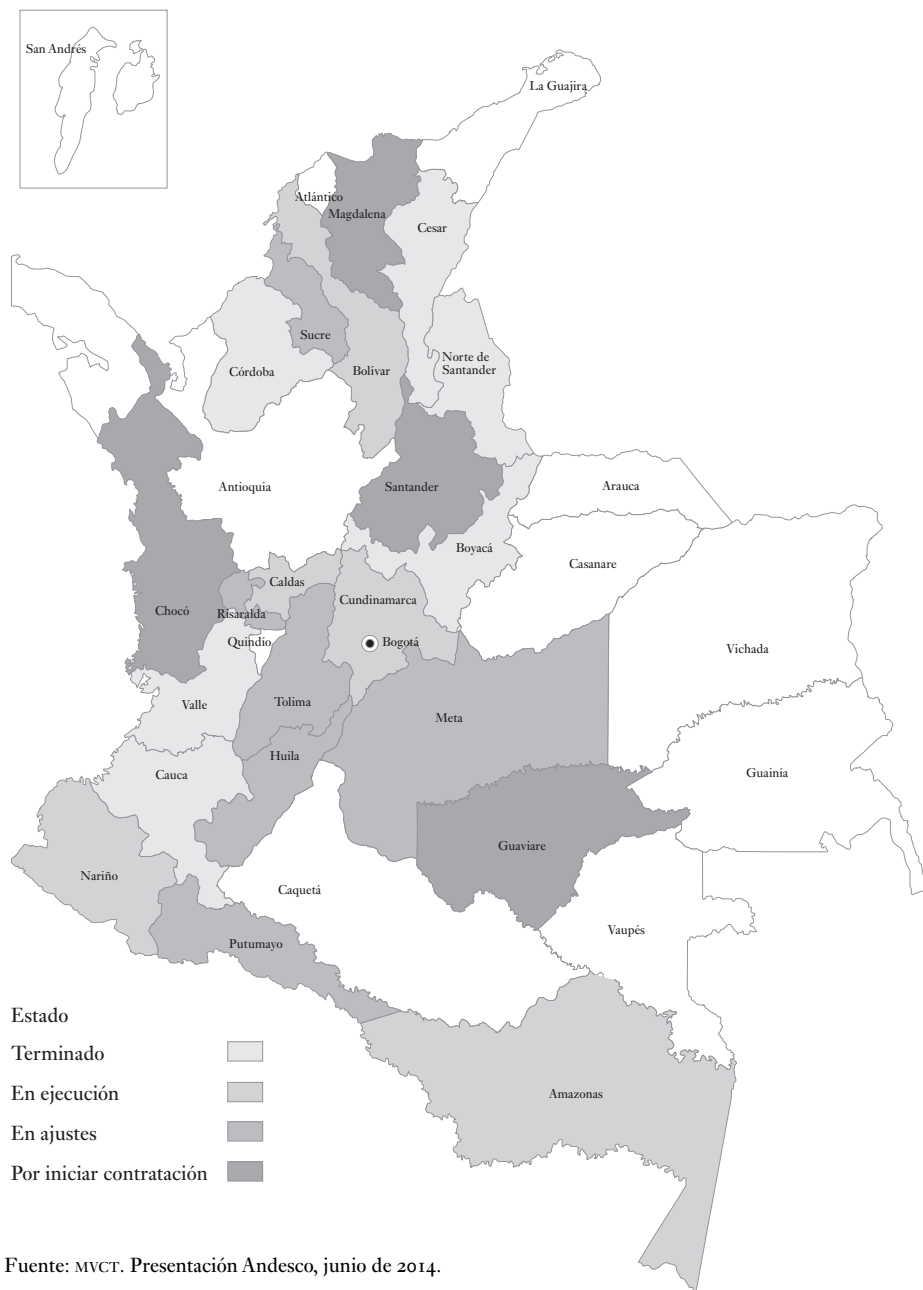 San Andrés
La Guajira
Atlántico
Magdalena
Cesar
Sucre
Norte de
Santander
Córdoba
Bolívar
Antioquia
Santander
Arauca
Boyacá
Casanare
Caldas
Cundinamarca
Chocó
Risaralda
Quindío
Bogotá
Vichada
Valle
Tolima
Meta
Cauca
Huila
Guainía
Guaviare
Nariño
Caquetá
Vaupés
Putumayo
Amazonas
Estado
Terminado
En ejecución
En ajustes
Por iniciar contratación
Fuente: MVCT. Presentación Andesco, junio de 2014.